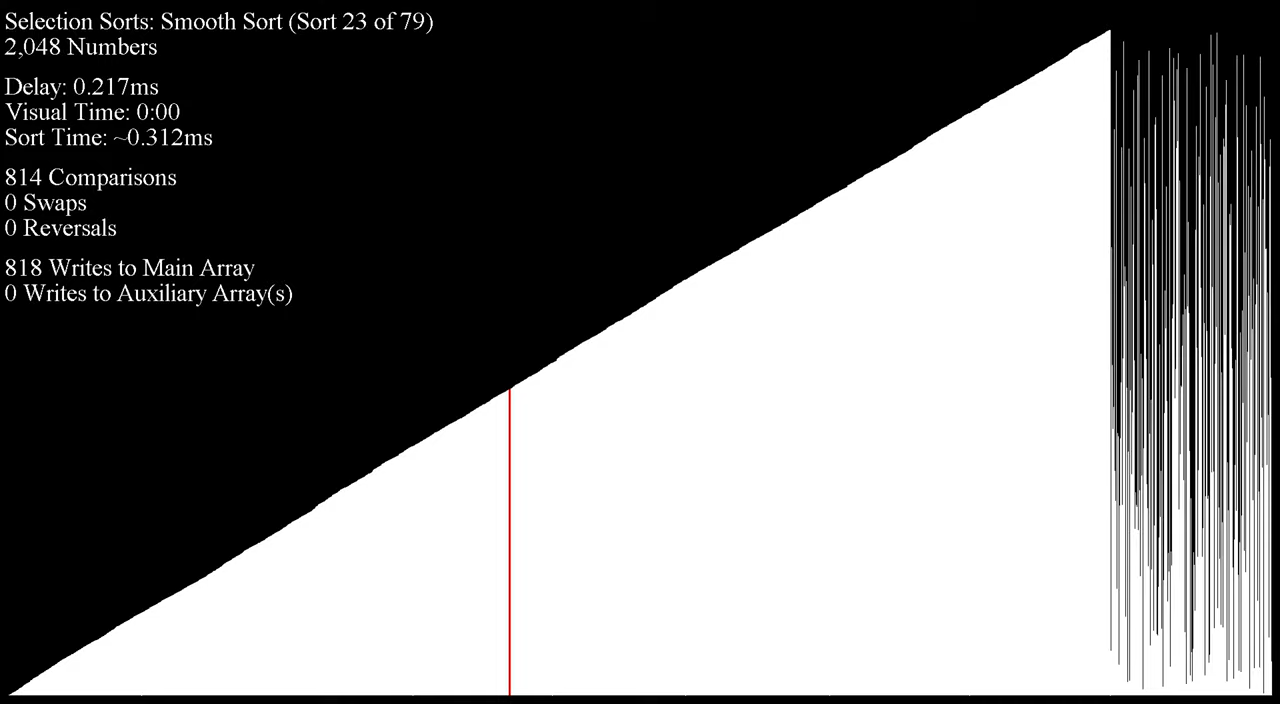 Selection Sorts: Smooth Sort (Sort 23 of 79)
2,048 Numbers
Delay: 0.217ms
Visual Time: 0:00
Sort Time: ~0.312ms
814 Comparisons
0 Swaps
0 Reversals
818 Writes to Main Array
0 Writes to Auxiliary Array(s)